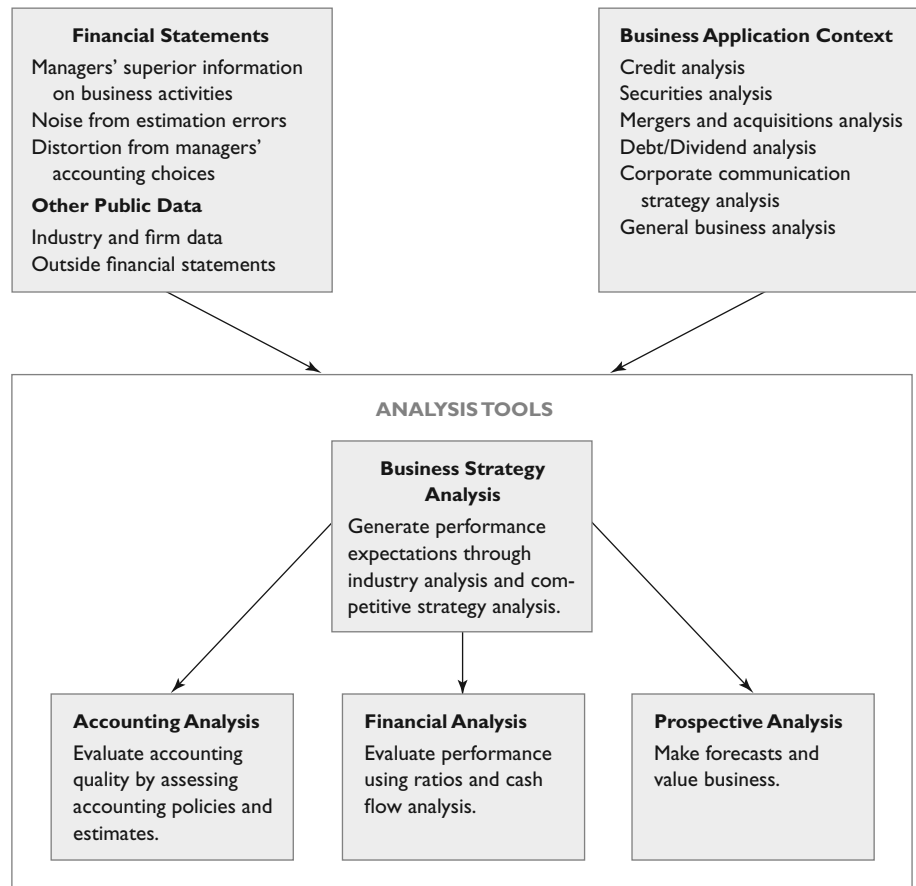 Financial Statements
Managers' superior information
on business activities
Noise from estimation errors
Distortion from managers'
accounting choices
Other Public Data
Industry and firm data
Outside financial statements
Business Application Context
Credit analysis
Securities analysis
Mergers and acquisitions analysis
Debt/Dividend analysis
Corporate communication
strategy analysis
General business analysis
ANALYSIS TOOLS
Business Strategy
Analysis
Generate performance
expectations through
industry analysis and com-
petitive strategy analysis.
Accounting Analysis
Evaluate accounting
quality by assessing
accounting policies and
estimates.
Financial Analysis
Evaluate performance
using ratios and cash
flow analysis.
Prospective Analysis
Make forecasts and
value business.